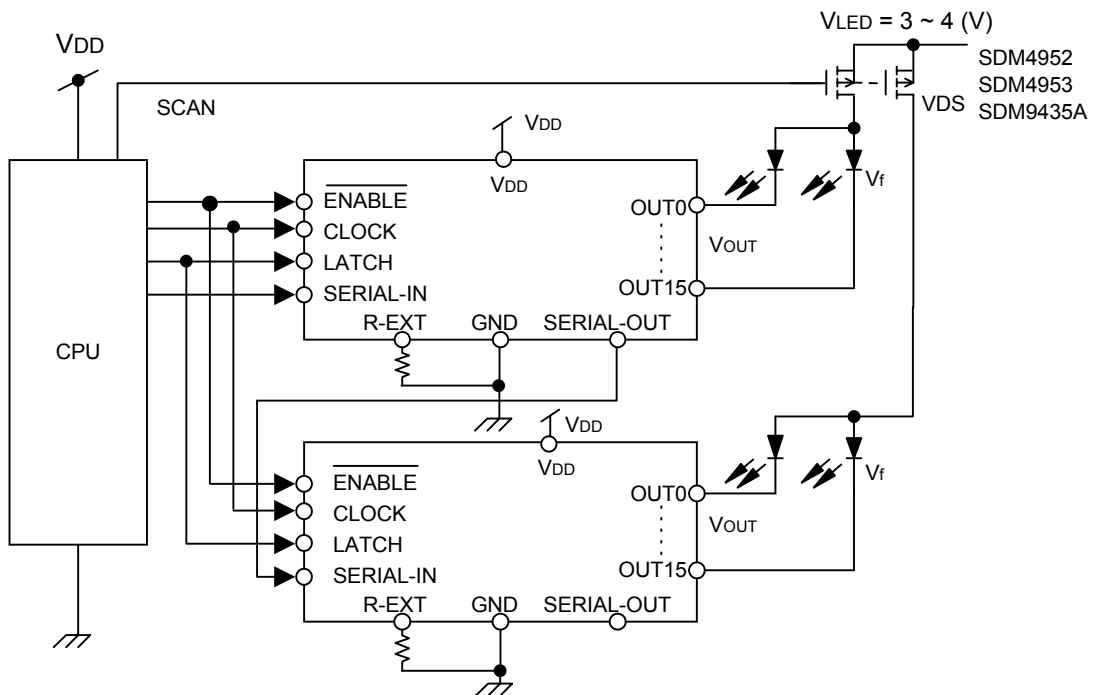 VLED = 3 ~ 4 (V)
VDD
SDM4952
SDM4953
SDM9435A
VDS
SCAN
VDD
VDD
Vf
ENABLE
OUT0
CLOCK
VOUT
LATCH
OUT15
SERIAL-IN
R-EXT GND SERIAL-OUT
CPU
VDD
VDD
Vf
ENABLE
OUT0
CLOCK
VOUT
LATCH
OUT15
SERIAL-IN
R-EXT GND SERIAL-OUT